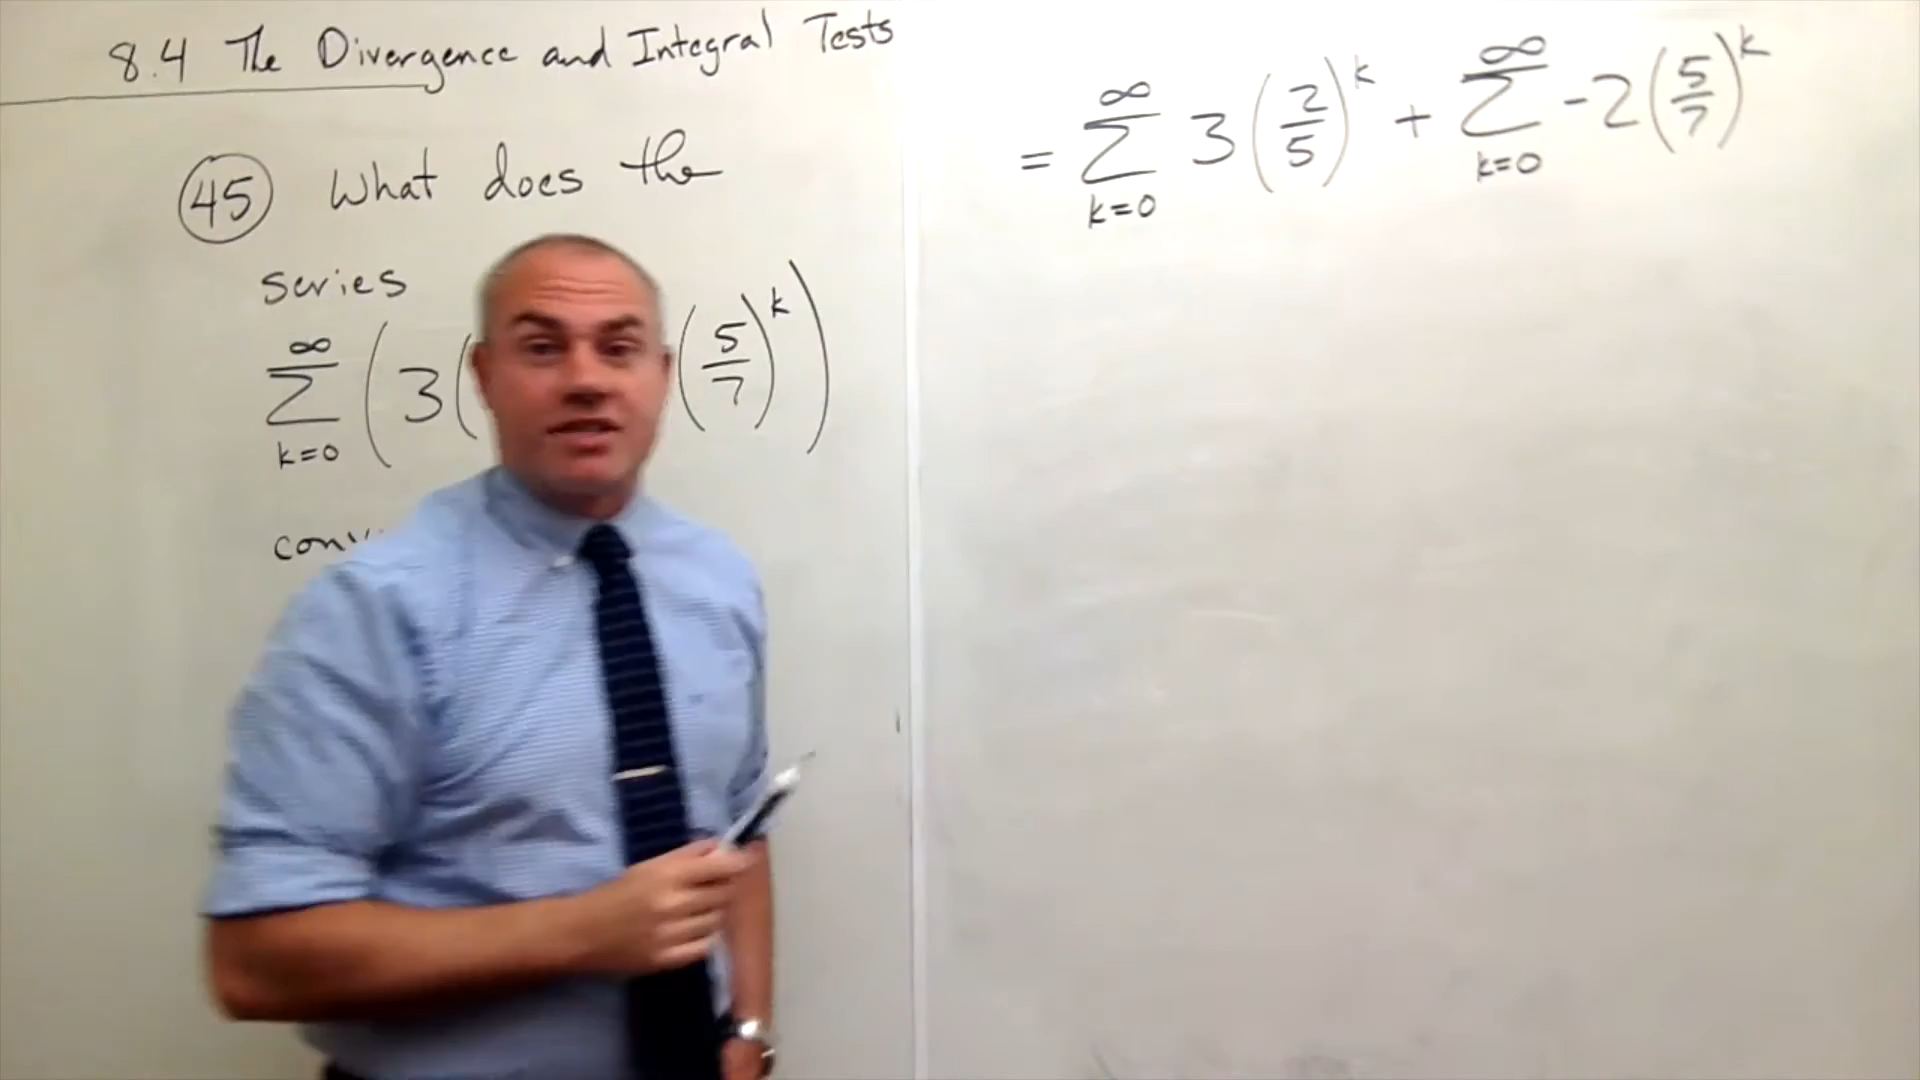 8.4 The Divergence and Integral Tests
45 What does the
series
∞
∑ (3( (5/7)^k)
k=0
= ∑_{k=0}^{∞} 3(2/5)^k + ∑_{k=0}^{∞} -2(5/7)^k